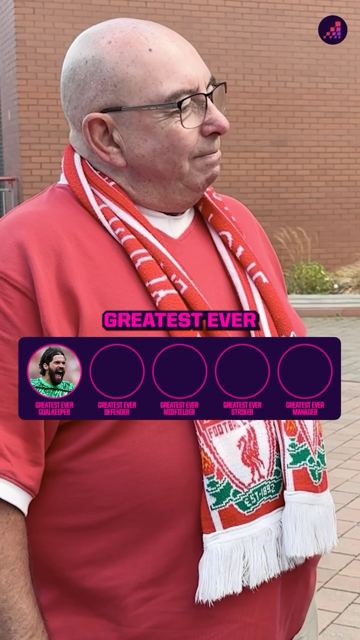 GREATEST EVER
GREATEST EVER GOALKEEPER
GREATEST EVER DEFENDER
GREATEST EVER MIDFIELDER
GREATEST EVER STRIKER
GREATEST EVER MANAGER
FOOTBALL
EST·1892